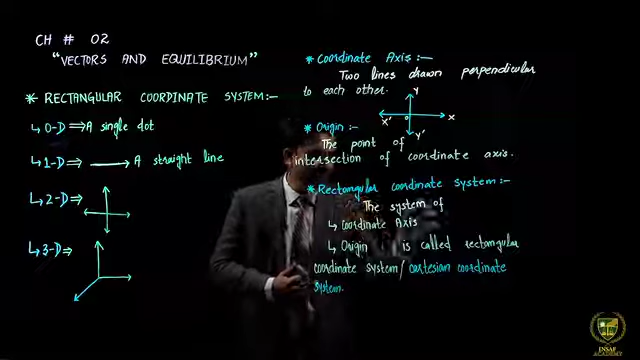 CH # 02
"VECTORS AND EQUILIBRIUM"
* RECTANGULAR COORDINATE SYSTEM:-
↳ 0-D ⇒ A single dot
↳ 1-D ⇒ ⟶ A straight line
↳ 2-D ⇒
↳ 3-D ⇒
* Coordinate Axis :-
Two lines drawn perpendicular
to each other.
Y
X' O X
Y'
* Origin :-
The point of
intersection of coordinate axis.
* Rectangular coordinate system :-
The system of
↳ Coordinate Axis
↳ Origin is called rectangular
coordinate system/cartesian coordinate
system.
INSAF
ACADEMY